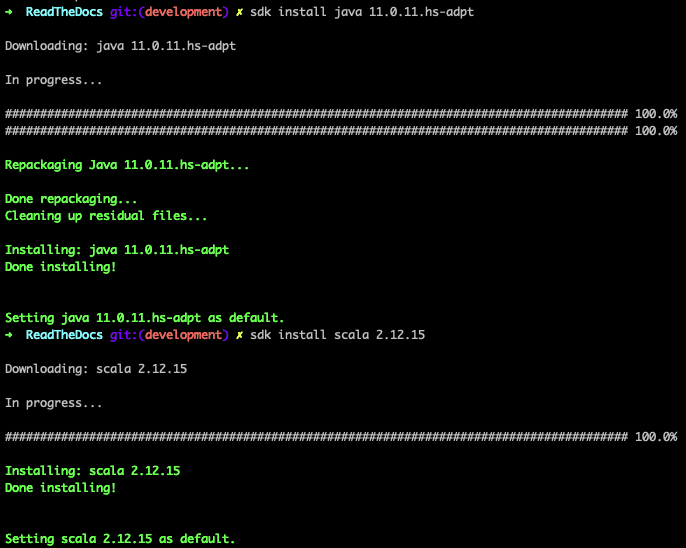 ➜  ReadTheDocs git:(development) ✗ sdk install java 11.0.11.hs-adpt
Downloading: java 11.0.11.hs-adpt
In progress...
######################################################################################### 100.0%
######################################################################################### 100.0%
Repackaging Java 11.0.11.hs-adpt...
Done repackaging...
Cleaning up residual files...
Installing: java 11.0.11.hs-adpt
Done installing!
Setting java 11.0.11.hs-adpt as default.
➜  ReadTheDocs git:(development) ✗ sdk install scala 2.12.15
Downloading: scala 2.12.15
In progress...
######################################################################################### 100.0%
Installing: scala 2.12.15
Done installing!
Setting scala 2.12.15 as default.